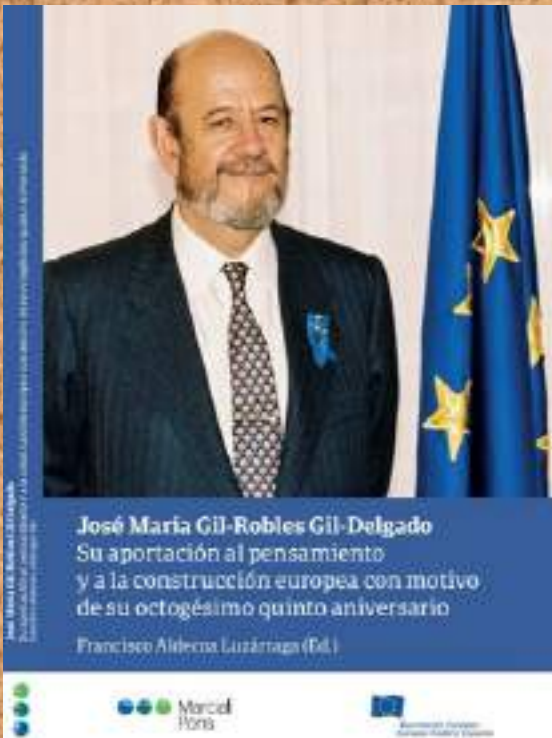 José María Gil-Robles Gil-Delgado
Su aportación al pensamiento
y a la construcción europea con motivo
de su octogésimo quinto aniversario
Francisco Aldecoa Luzárraga (Ed.)
Marcial
Pons